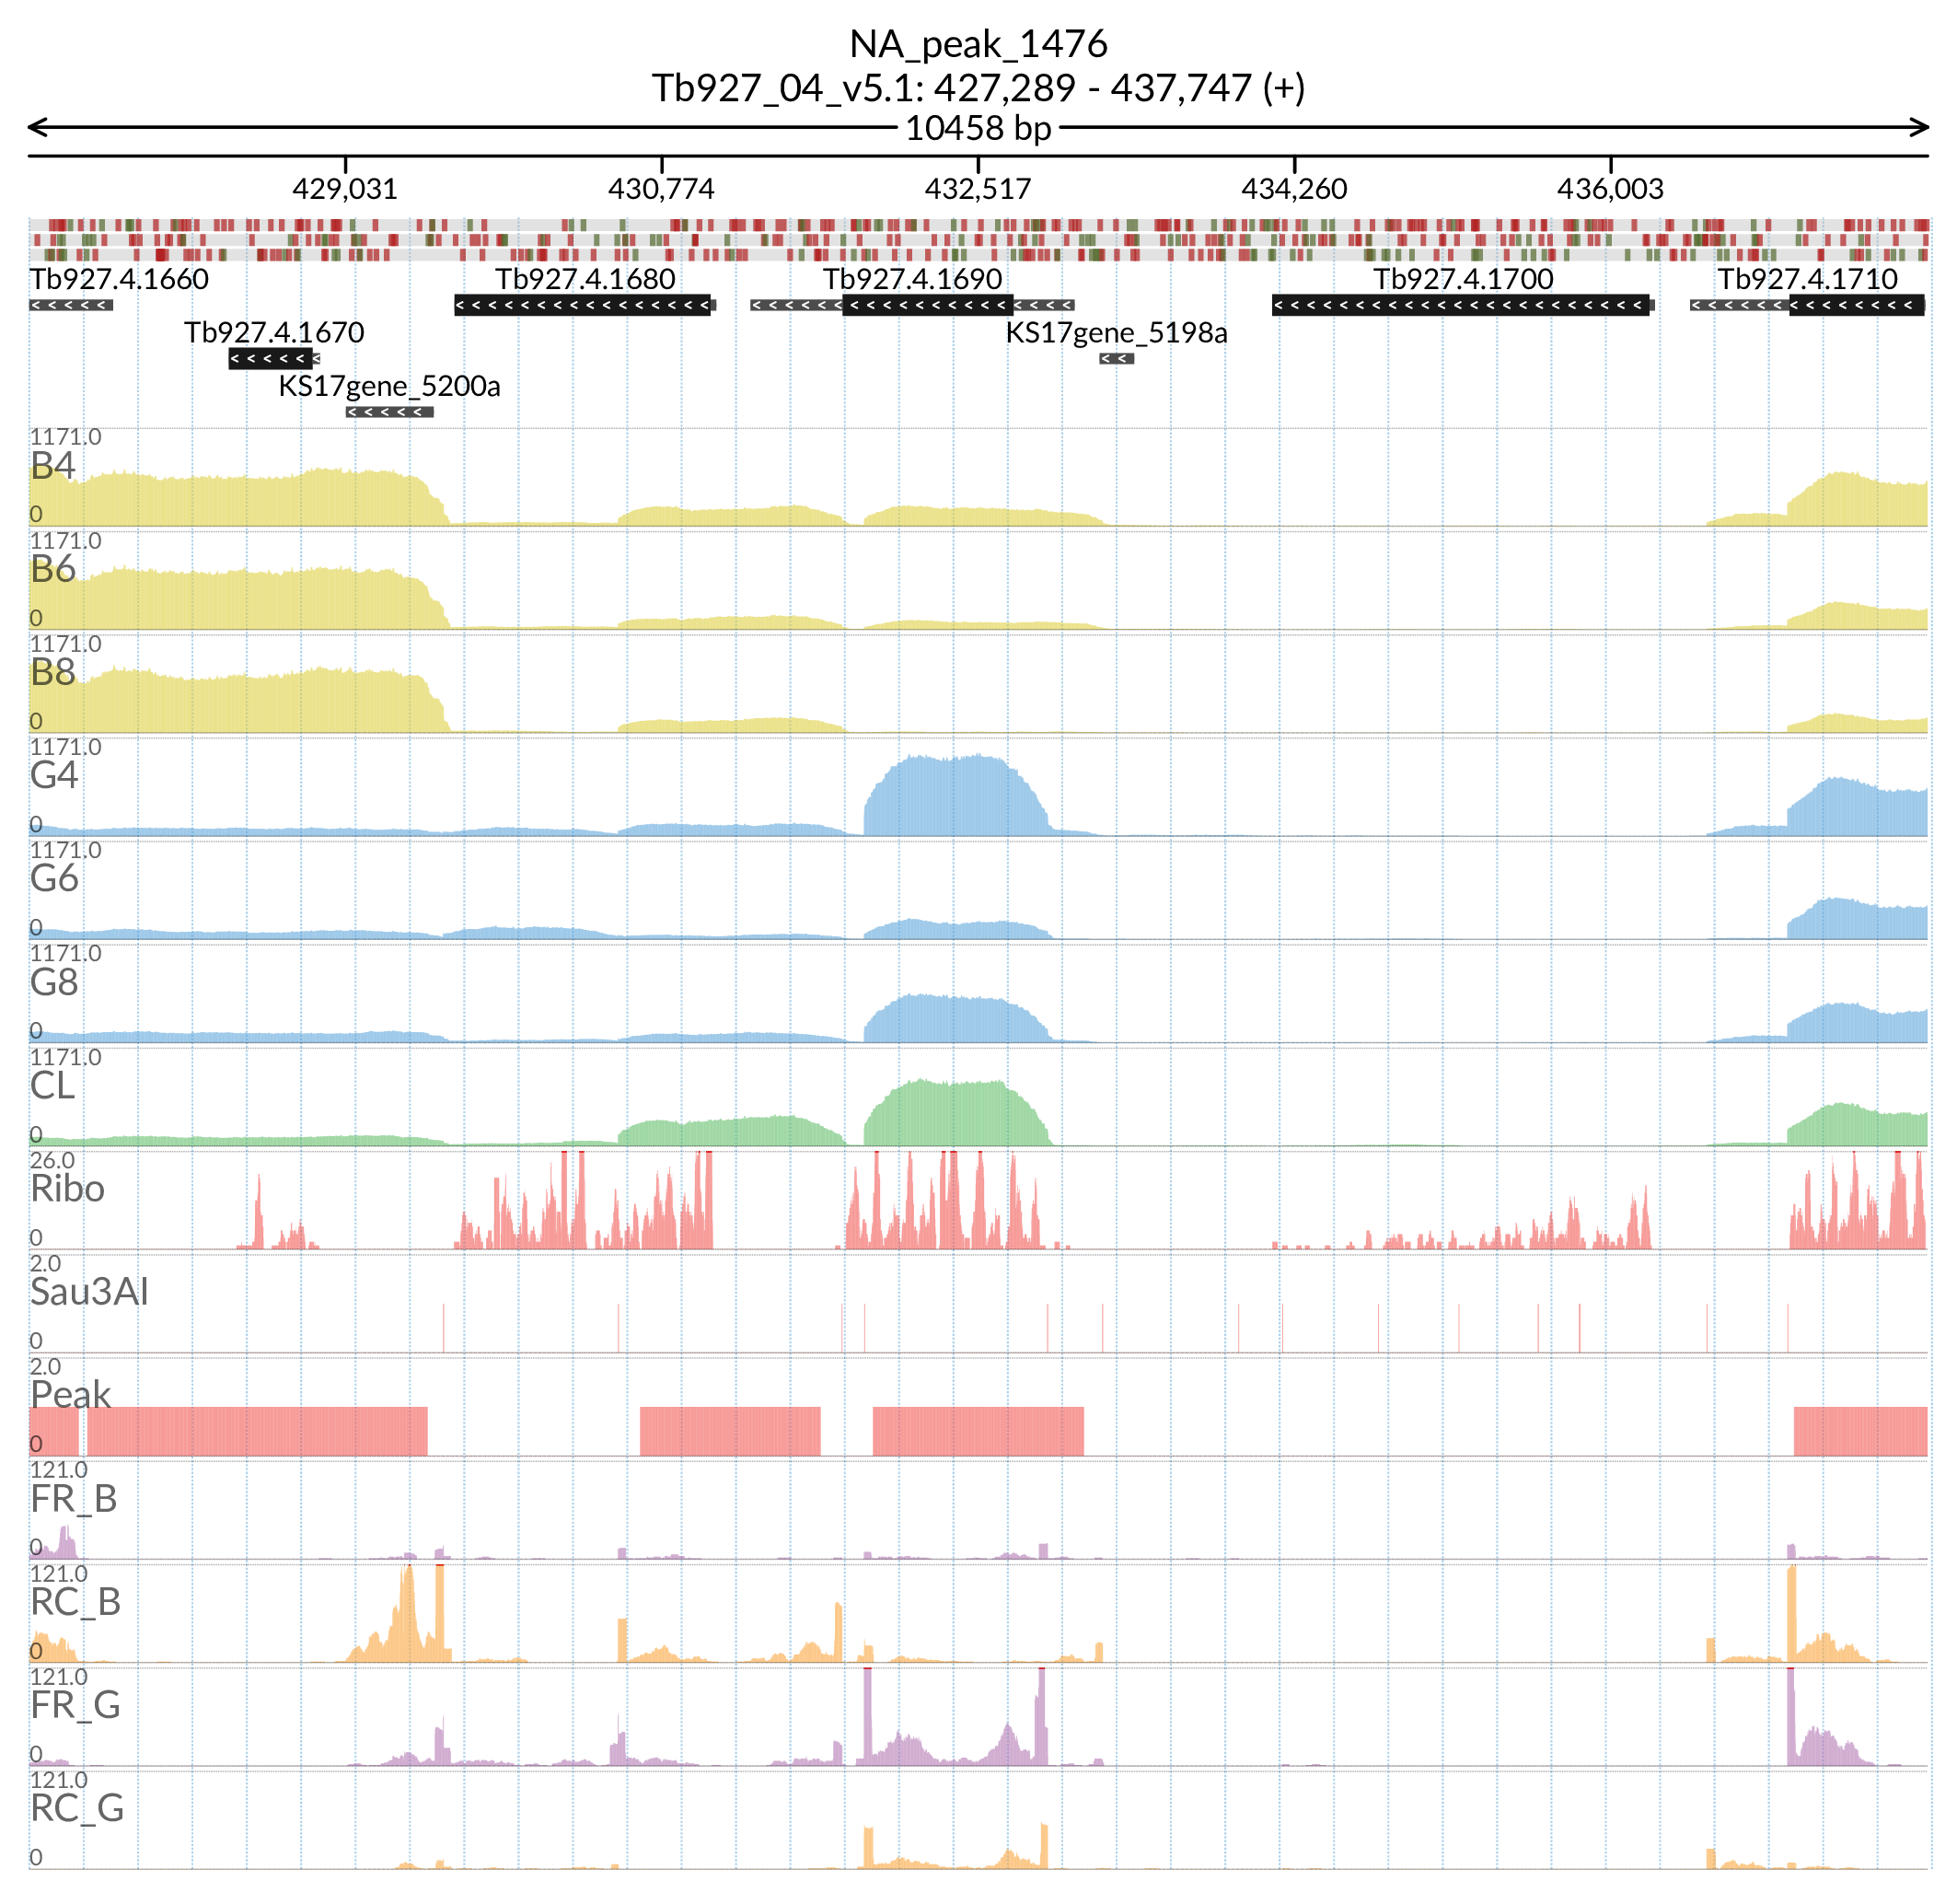 NA_peak_1476
Tb927_04_v5.1: 427,289 - 437,747 (+)
10458 bp
429,031 430,774 432,517 434,260 436,003
Tb927.4.1660 Tb927.4.1680 Tb927.4.1690 Tb927.4.1700 Tb927.4.1710
Tb927.4.1670 KS17gene_5198a
KS17gene_5200a
1171.0
B4
0
1171.0
B6
0
1171.0
B8
0
1171.0
G4
0
1171.0
G6
0
1171.0
G8
0
1171.0
CL
0
26.0
Ribo
0
2.0
Sau3AI
0
2.0
Peak
0
121.0
FR_B
0
121.0
RC_B
0
121.0
FR_G
0
121.0
RC_G
0